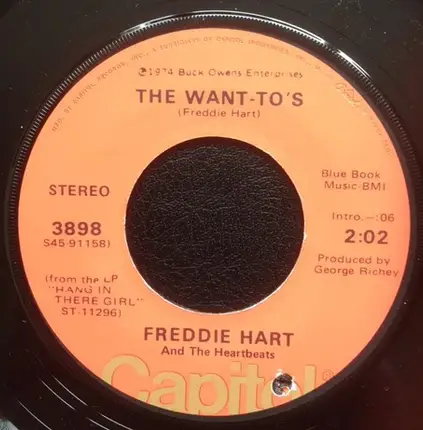 ℗1974 Buck Owens Enterprises
THE WANT-TO'S
(Freddie Hart)
STEREO
3898
S45-91158)
(from the LP
"HANG IN
THERE GIRL"
ST-11296)
Blue Book
Music-BMI
Intro.-:06
2:02
Produced by
George Richey
FREDDIE HART
And The Heartbeats
Capitol